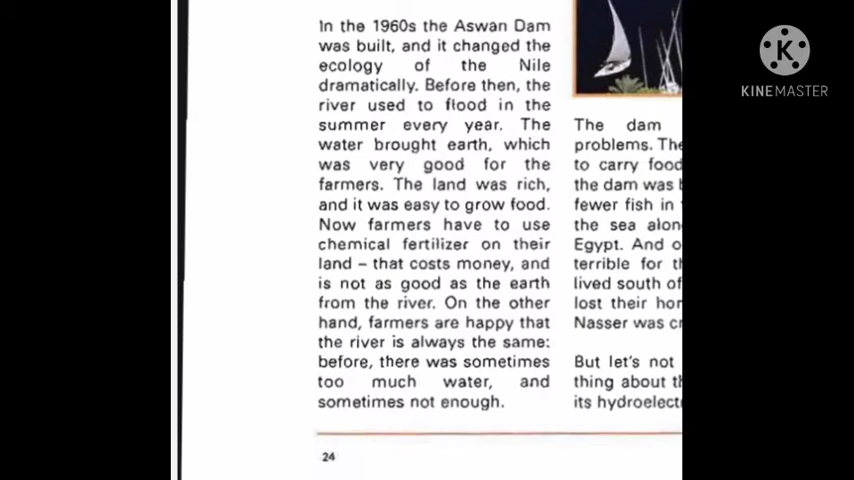 In the 1960s the Aswan Dam
was built, and it changed the
ecology of the Nile
dramatically. Before then, the
river used to flood in the
summer every year. The
water brought earth, which
was very good for the
farmers. The land was rich,
and it was easy to grow food.
Now farmers have to use
chemical fertilizer on their
land – that costs money, and
is not as good as the earth
from the river. On the other
hand, farmers are happy that
the river is always the same:
before, there was sometimes
too much water, and
sometimes not enough.
24
The dam
problems. The
to carry food
the dam was
fewer fish in
the sea alon
Egypt. And o
terrible for th
lived south of
lost their hor
Nasser was cr
But let's not
thing about th
its hydroelect
K
KINEMASTER